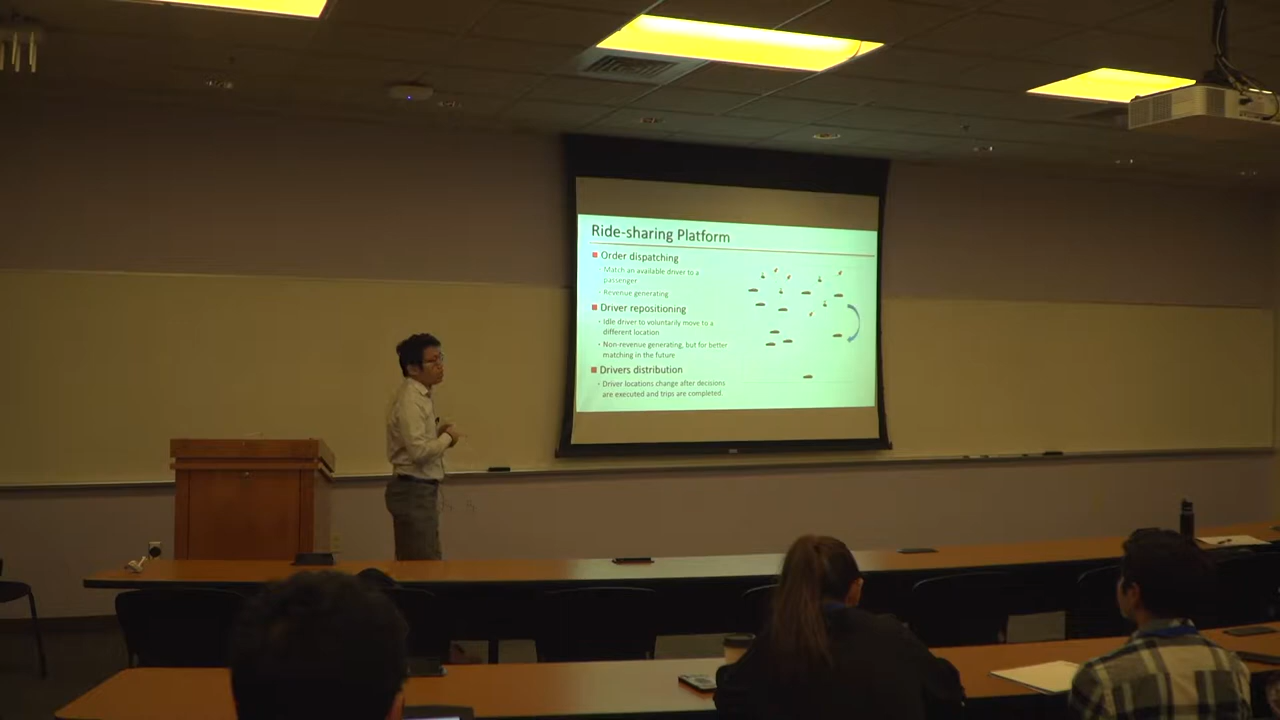 Ride-sharing Platform
Order dispatching
Match an available driver to a
passenger
Revenue generating
Driver repositioning
Idle driver to voluntarily move to a
different location
Non-revenue generating, but for better
matching in the future
Drivers distribution
Driver locations change after decisions
are executed and trips are completed.